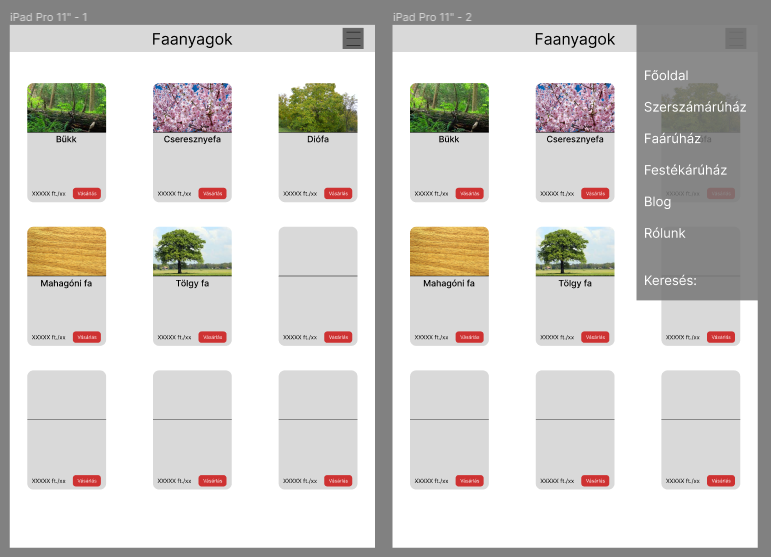 iPad Pro 11" - 1
Faanyagok
Bükk
Cseresznyefa
Diófa
XXXXX ft./xx
Vásárlás
XXXXX ft./xx
Vásárlás
XXXXX ft./xx
Vásárlás
Mahagóni fa
Tölgy fa
XXXXX ft./xx
Vásárlás
XXXXX ft./xx
Vásárlás
XXXXX ft./xx
Vásárlás
XXXXX ft./xx
Vásárlás
XXXXX ft./xx
Vásárlás
XXXXX ft./xx
Vásárlás
iPad Pro 11" - 2
Faanyagok
Főoldal
Szerszámárúház
Faárúház
Festékárúház
Blog
Rólunk
Keresés:
Bükk
Cseresznyefa
XXXXX ft./xx
Vásárlás
XXXXX ft./xx
Vásárlás
Mahagóni fa
Tölgy fa
XXXXX ft./xx
Vásárlás
XXXXX ft./xx
Vásárlás
XXXXX ft./xx
Vásárlás
XXXXX ft./xx
Vásárlás
XXXXX ft./xx
Vásárlás
XXXXX ft./xx
Vásárlás